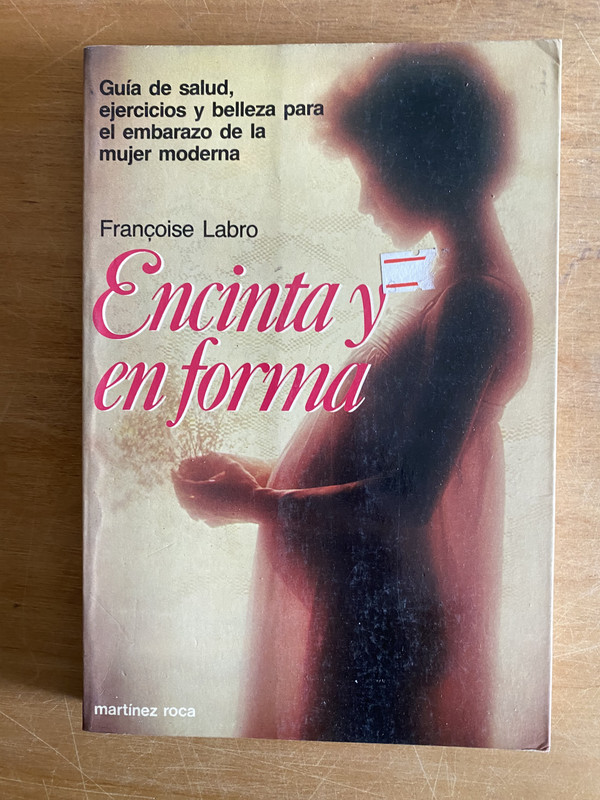 Guía de salud,
ejercicios y belleza para
el embarazo de la
mujer moderna
Françoise Labro
Encinta y
en forma
martínez roca